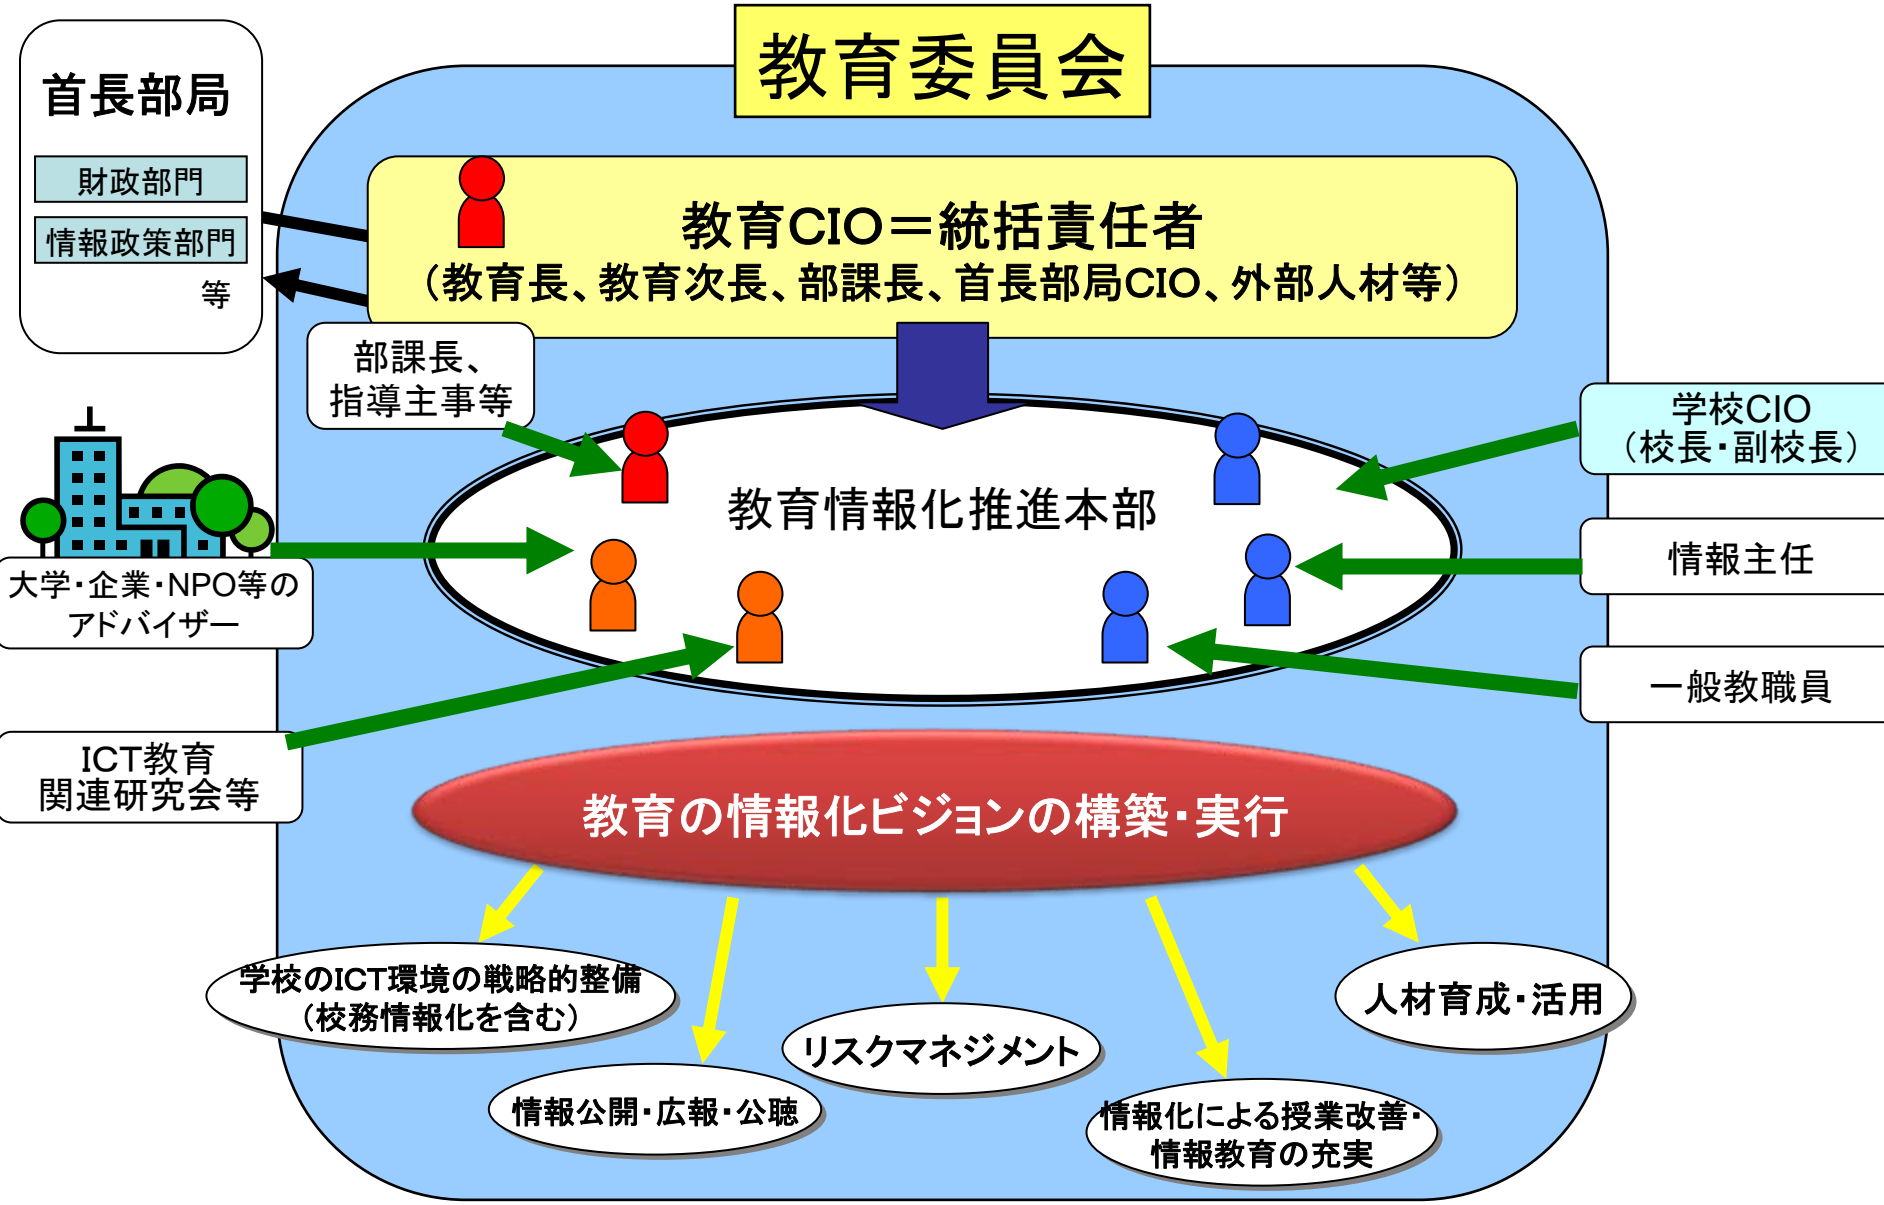 教育委員会
首長部局
財政部門
情報政策部門
等
教育CIO＝統括責任者
（教育長、教育次長、部課長、首長部局CIO、外部人材等）
部課長、
指導主事等
学校CIO
（校長・副校長）
教育情報化推進本部
情報主任
大学・企業・NPO等の
アドバイザー
一般教職員
ICT教育
関連研究会等
教育の情報化ビジョンの構築・実行
学校のICT環境の戦略的整備
（校務情報化を含む）
人材育成・活用
リスクマネジメント
情報公開・広報・公聴
情報化による授業改善・
情報教育の充実